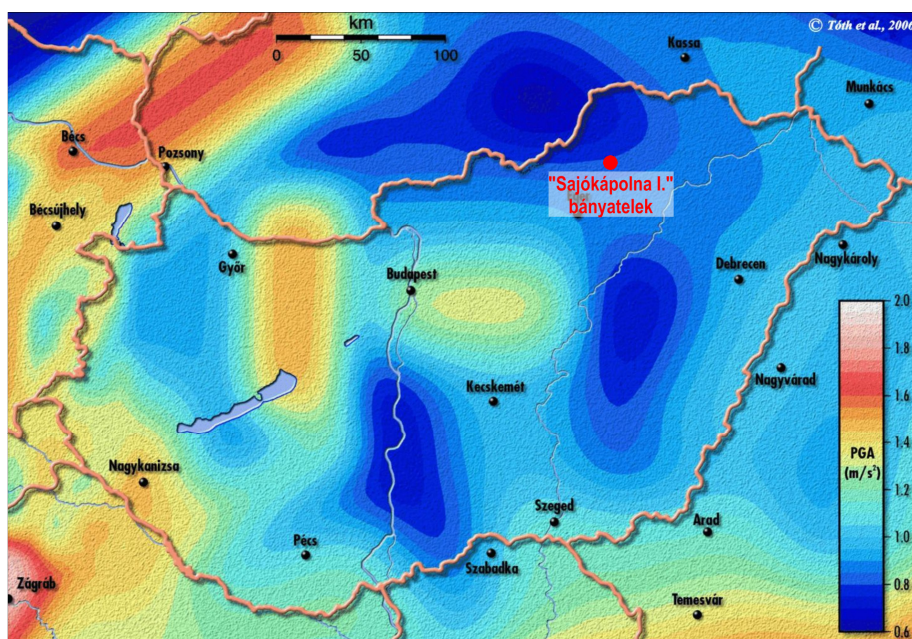 km
0 50 100
© Tóth et al., 2006
Kassa
Munkács
Bécs
Pozsony
"Sajókápolna I."
bányatelek
Bécsújhely
Győr
Budapest
Debrecen
Nagykároly
2.0
1.8
1.6
Nagyvárad
Kecskemét
1.4
PGA
(m/s²)
Nagykanizsa
1.2
Szeged
Arad
Pécs
Szabadka
1.0
Zágráb
0.8
Temesvár
0.6